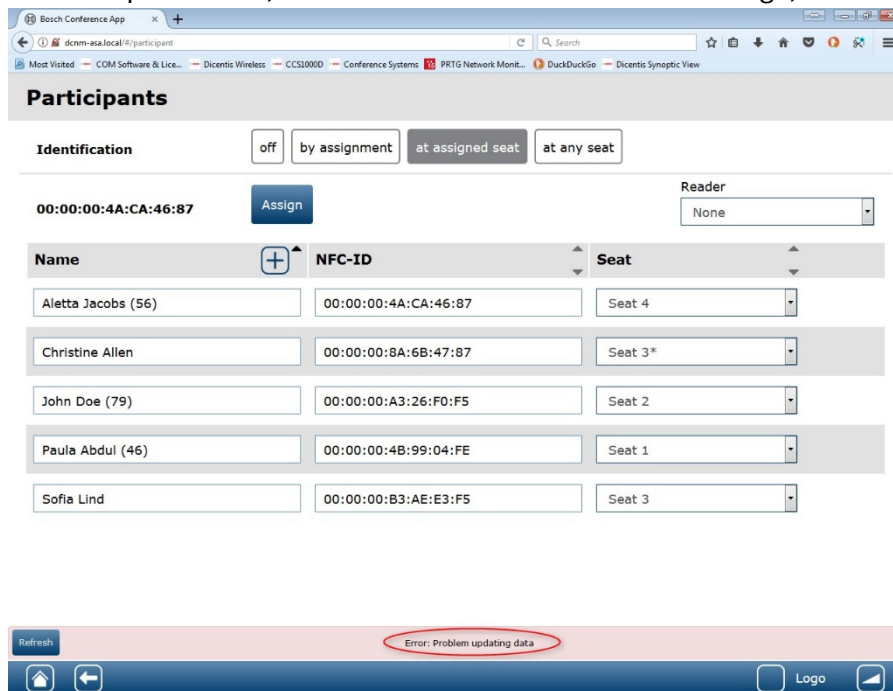 Bosch Conference App × +
dcnm-asa.local/#/participant Search
Most Visited COM Software & Lice... Dicentis Wireless CCS1000D Conference Systems PRTG Network Monit... DuckDuckGo Dicentis Synoptic View
Participants
Identification off by assignment at assigned seat at any seat
Reader
00:00:00:4A:CA:46:87 Assign None
Name NFC-ID Seat
Aletta Jacobs (56) 00:00:00:4A:CA:46:87 Seat 4
Christine Allen 00:00:00:8A:6B:47:87 Seat 3*
John Doe (79) 00:00:00:A3:26:F0:F5 Seat 2
Paula Abdul (46) 00:00:00:4B:99:04:FE Seat 1
Sofia Lind 00:00:00:B3:AE:E3:F5 Seat 3
Refresh Error: Problem updating data
Logo